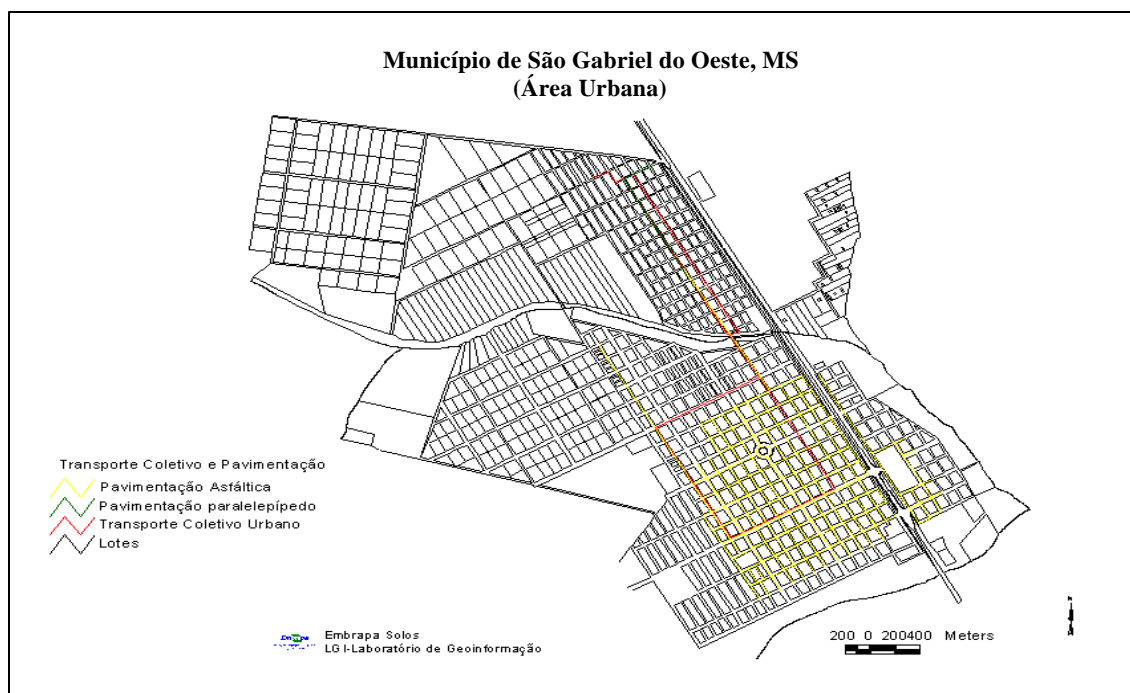 Município de São Gabriel do Oeste, MS
(Área Urbana)
Transporte Coletivo e Pavimentação
Pavimentação Asfáltica
Pavimentação paralelepípedo
Transporte Coletivo Urbano
Lotes
Embrapa Solos
LGI-Laboratório de Geoinformação
200 0 200400 Meters